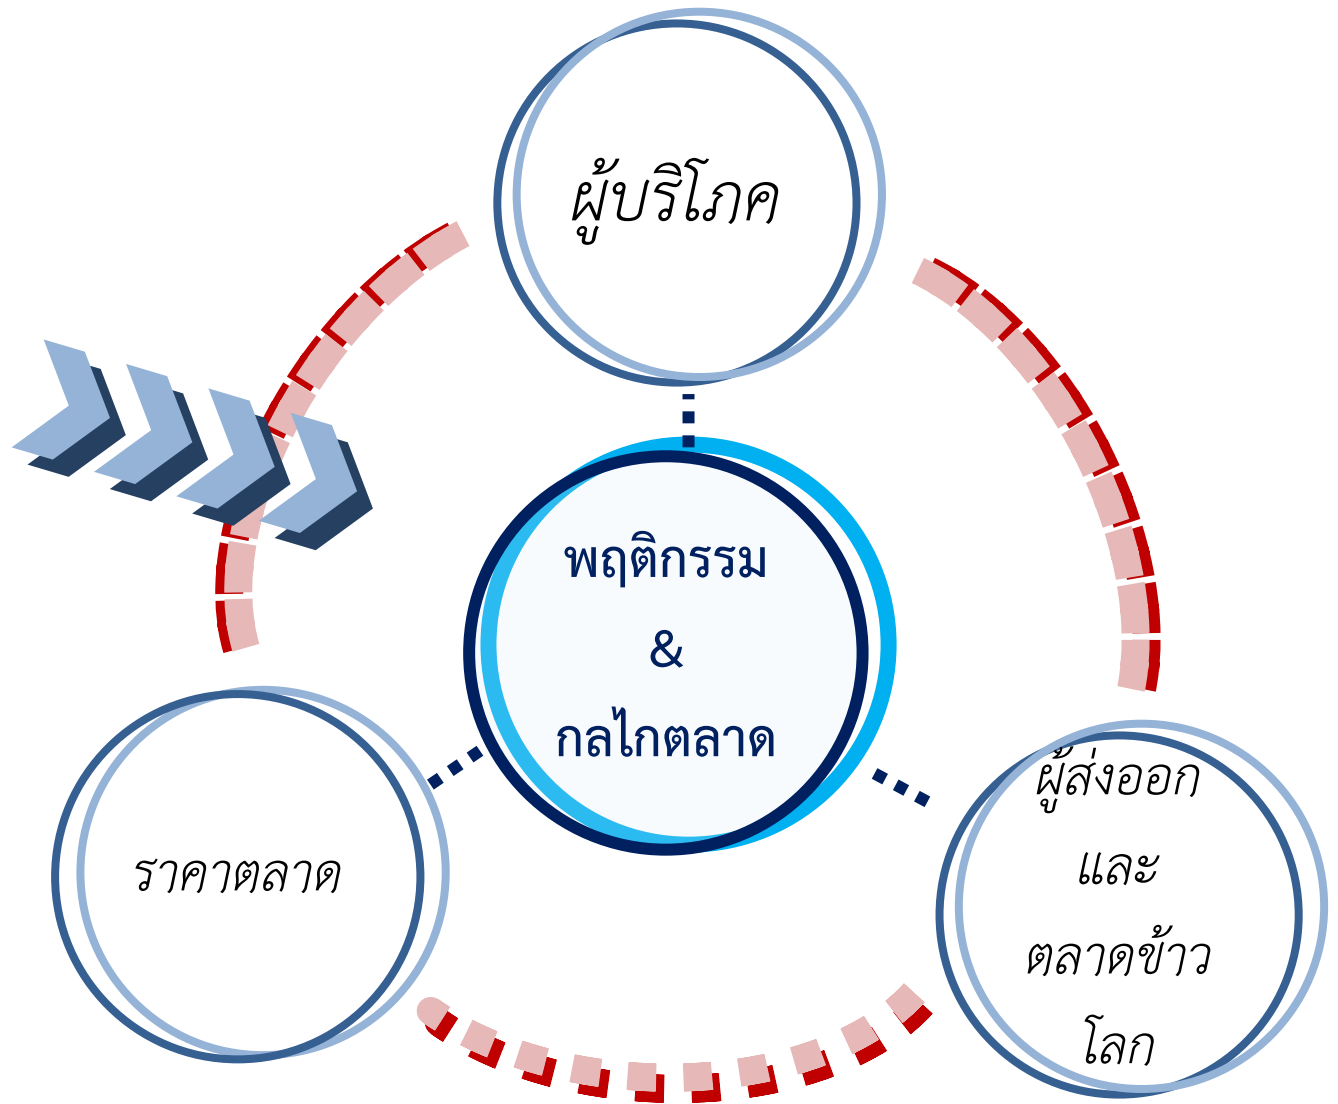 ผู้บริโภค
พฤติกรรม
&
กลไกตลาด
ราคาตลาด
ผู้ส่งออก
และ
ตลาดข้าว
โลก